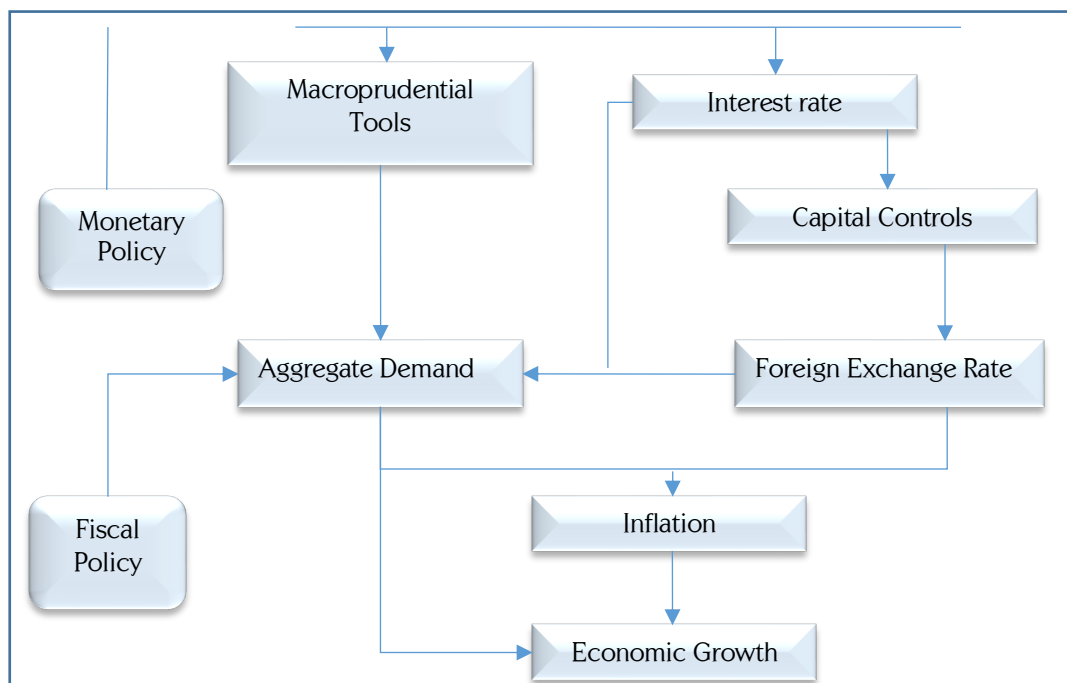 Macroprudential
Tools
Interest rate
Monetary
Policy
Capital Controls
Aggregate Demand
Foreign Exchange Rate
Fiscal
Policy
Inflation
Economic Growth